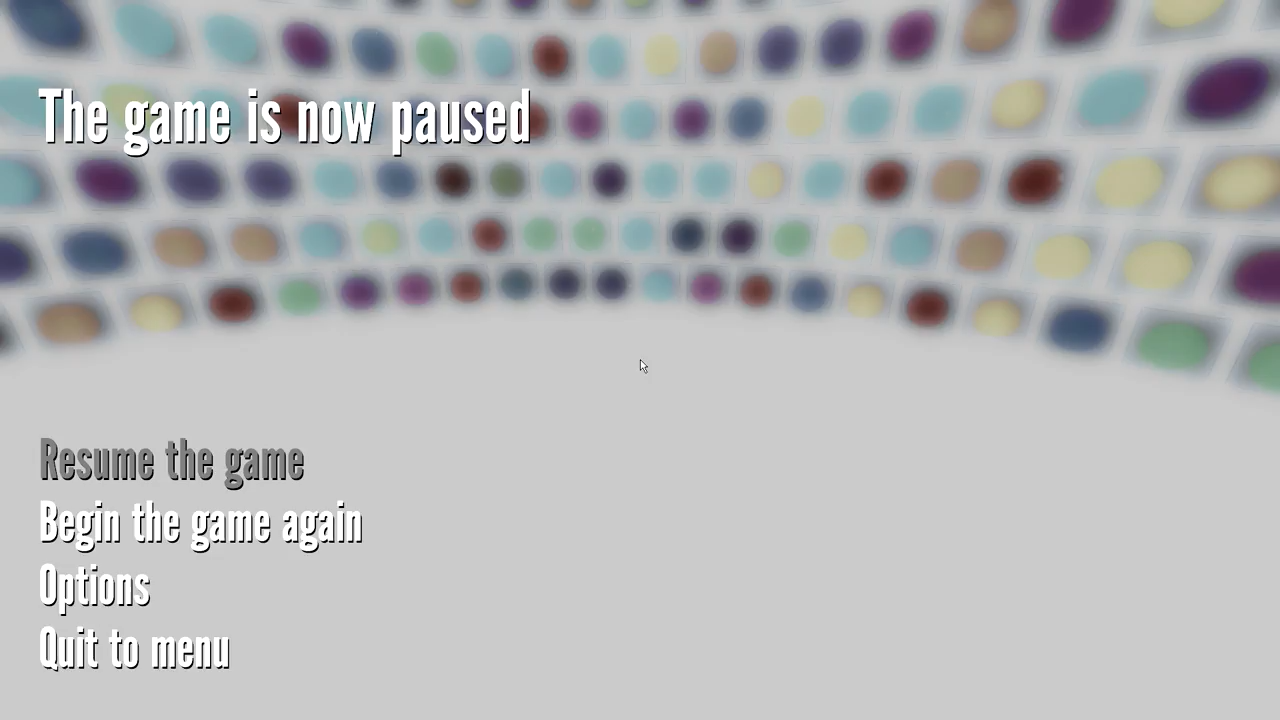 The game is now paused
Resume the game
Begin the game again
Options
Quit to menu